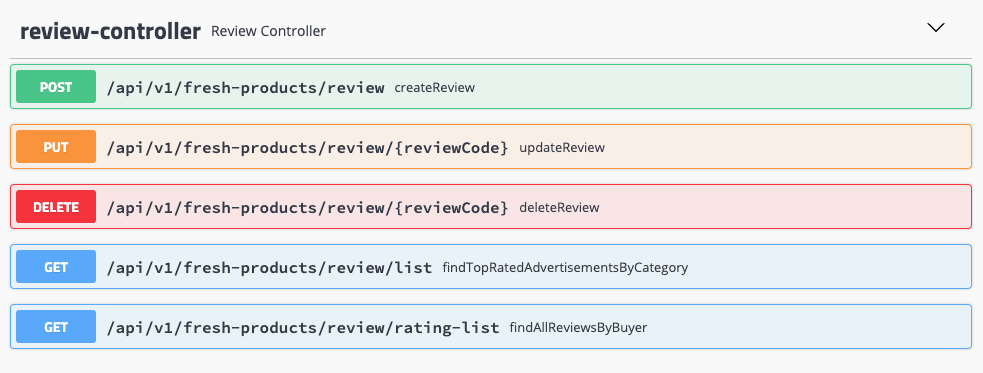 review-controller Review Controller
POST /api/v1/fresh-products/review createReview
PUT /api/v1/fresh-products/review/{reviewCode} updateReview
DELETE /api/v1/fresh-products/review/{reviewCode} deleteReview
GET /api/v1/fresh-products/review/list findTopRatedAdvertisementsByCategory
GET /api/v1/fresh-products/review/rating-list findAllReviewsByBuyer